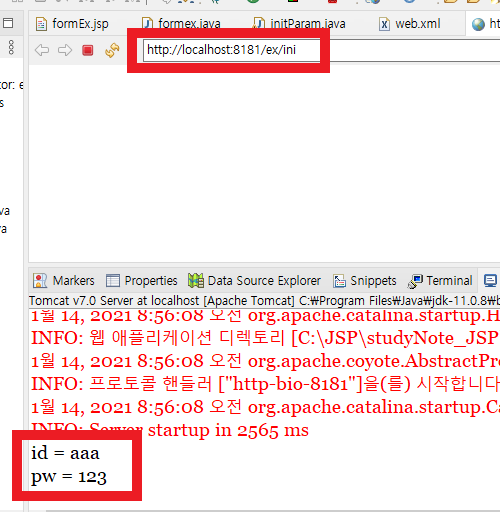 formEx.jsp formex.java initParam.java web.xml
http://localhost:8181/ex/ini
tor: e
s
va
va
Markers Properties Data Source Explorer Snippets Terminal
Tomcat v7.0 Server at localhost [Apache Tomcat] C:₩Program Files₩Java₩jdk-11.0.8₩b
1월 14, 2021 8:56:08 오전 org.apache.catalina.startup.H
INFO: 웹 애플리케이션 디렉토리 [C:\JSP\studyNote_JSP
1월 14, 2021 8:56:08 오전 org.apache.coyote.AbstractPro
INFO: 프로토콜 핸들러 ["http-bio-8181"]을(를) 시작합니다
1월 14, 2021 8:56:08 오전 org.apache.catalina.startup.Ca
INFO: Server startup in 2565 ms
id = aaa
pw = 123